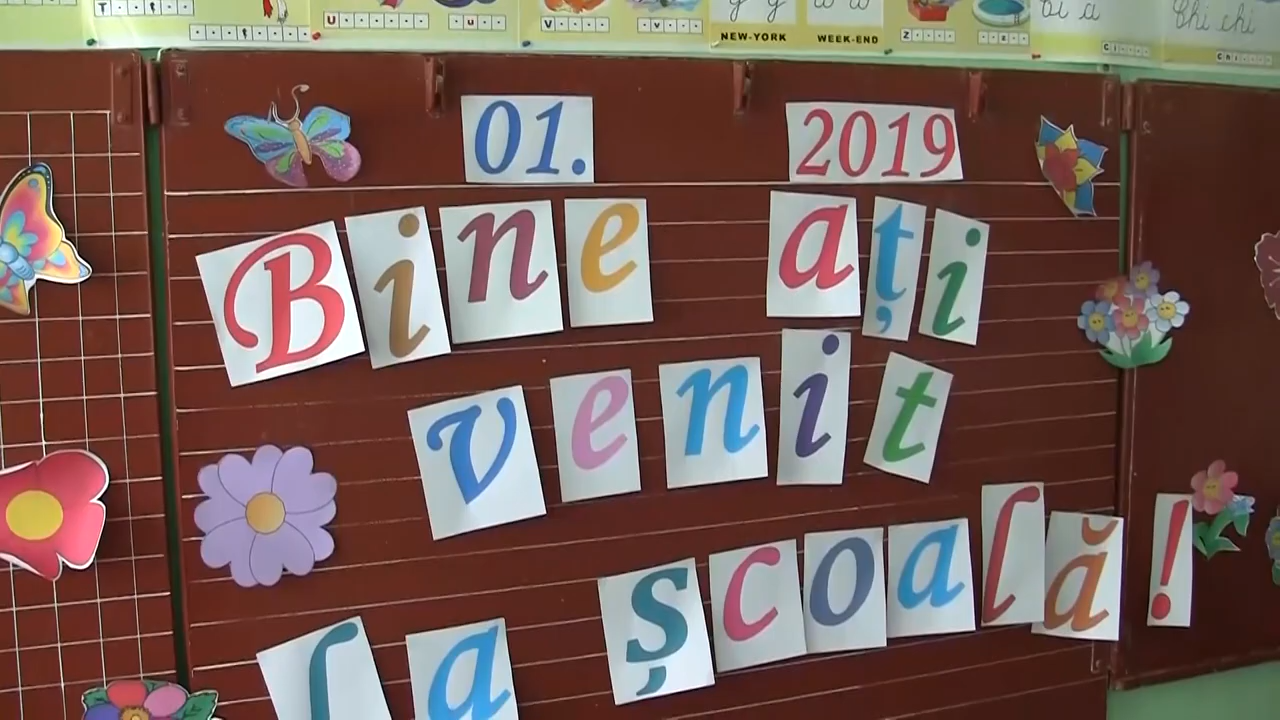 NEW-YORK WEEK-END
01. 2019
Bine ați
venit
la școală!